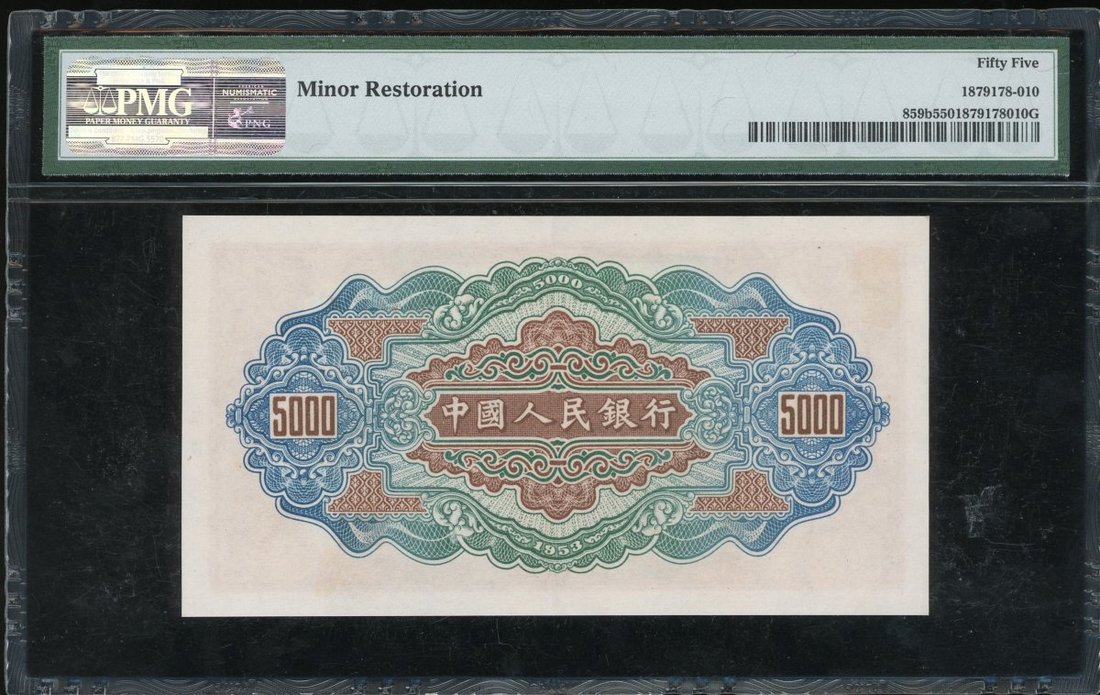 PMG
PAPER MONEY GUARANTY
NUMISMATIC
PNG
Minor Restoration
Fifty Five
1879178-010
859b5501879178010G
5000
5000
中國人民銀行
5000
1953